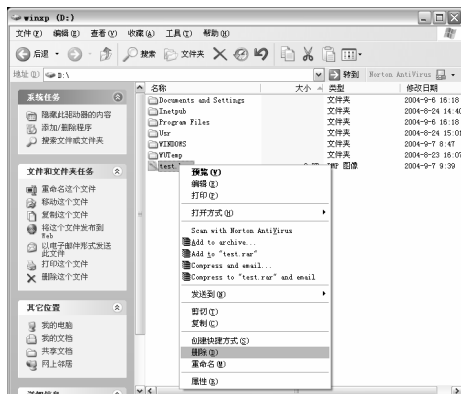 winxp (D:)
文件(F) 编辑(E) 查看(V) 收藏(A) 工具(T) 帮助(H)
后退 搜索 文件夹
地址(D) D:\ 转到 Norton AntiVirus
系统任务
隐藏此驱动器的内容
添加/删除程序
搜索文件或文件夹
文件和文件夹任务
重命名这个文件
移动这个文件
复制这个文件
将这个文件发布到
Web
以电子邮件形式发送
此文件
打印这个文件
删除这个文件
其它位置
我的电脑
我的文档
共享文档
网上邻居
详细信息
名称 大小 类型 修改日期
Documents and Settings 文件夹 2004-9-6 16:18
Inetpub 文件夹 2004-8-24 14:40
Program Files 文件夹 2004-9-6 16:18
Usr 文件夹 2004-8-24 15:01
WINDOWS 文件夹 2004-9-7 8:47
WUTemp 文件夹 2004-8-23 16:07
test 图像 2004-9-7 9:39
预览(V)
编辑(E)
打印(P)
打开方式(H)
Scan with Norton AntiVirus
Add to archive...
Add to "test.rar"
Compress and email...
Compress to "test.rar" and email
发送到(N)
剪切(T)
复制(C)
创建快捷方式(S)
删除(D)
重命名(M)
属性(R)